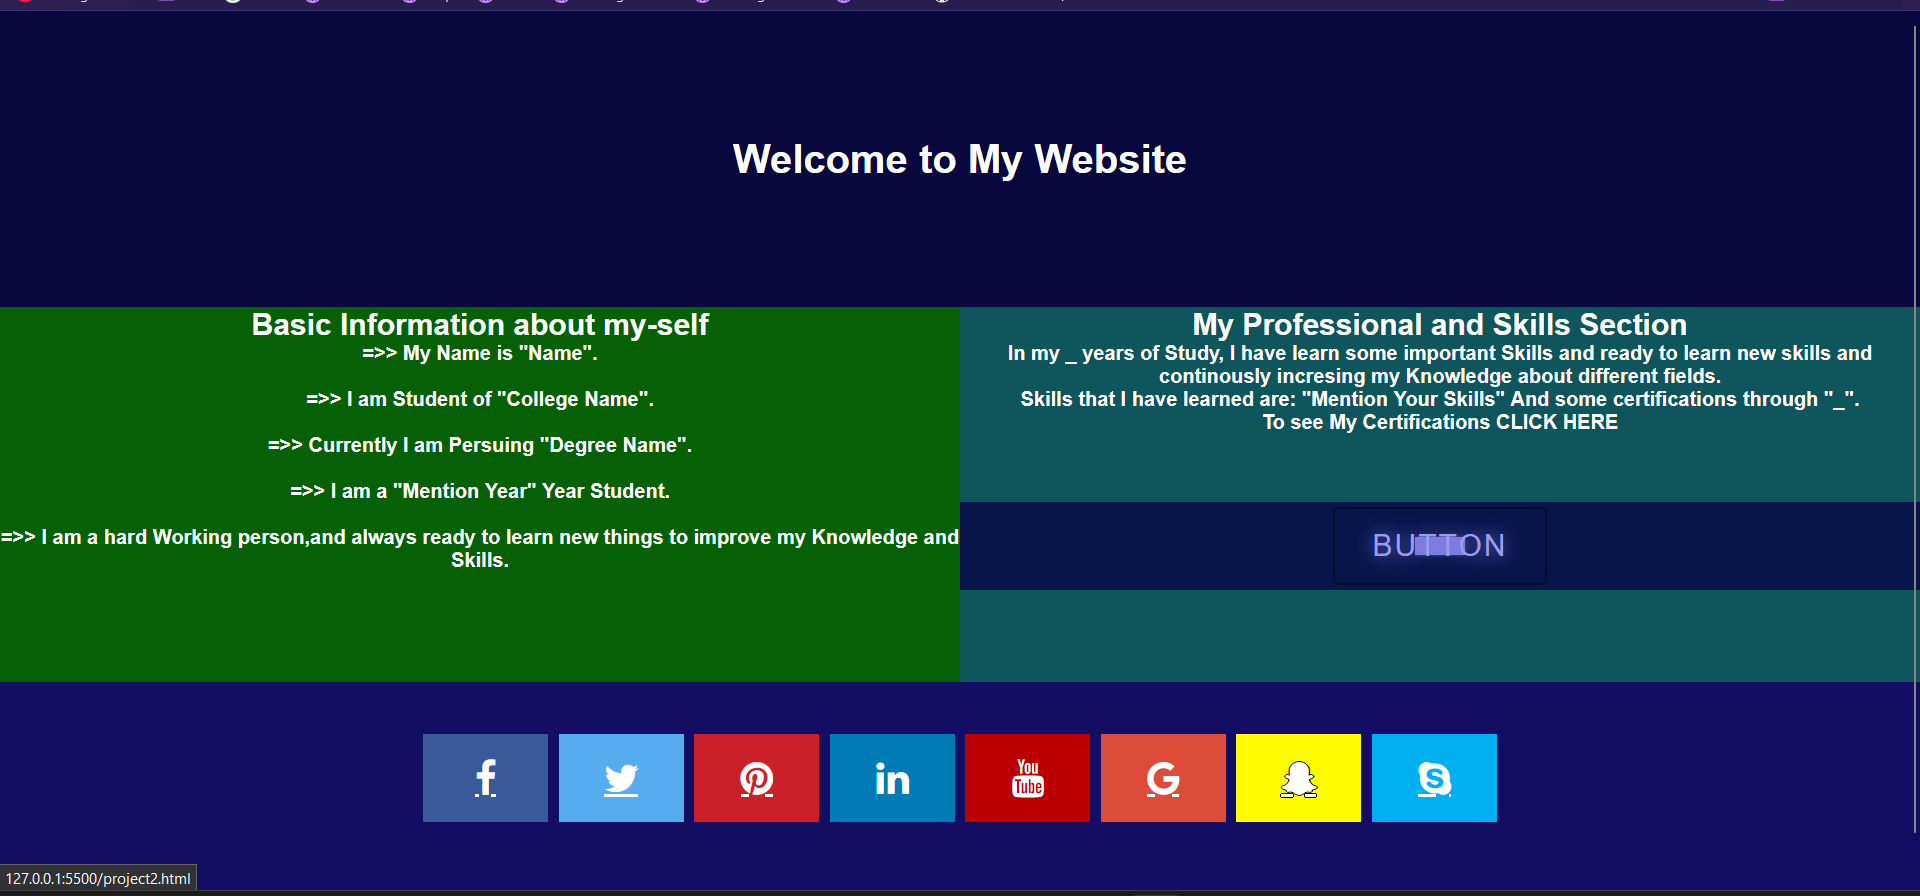 Welcome to My Website
Basic Information about my-self
=>> My Name is "Name".
=>> I am Student of "College Name".
=>> Currently I am Persuing "Degree Name".
=>> I am a "Mention Year" Year Student.
=>> I am a hard Working person,and always ready to learn new things to improve my Knowledge and
Skills.
My Professional and Skills Section
In my _ years of Study, I have learn some important Skills and ready to learn new skills and
continously incresing my Knowledge about different fields.
Skills that I have learned are: "Mention Your Skills" And some certifications through "_".
To see My Certifications CLICK HERE
BUTTON
f
in
You
Tube
G
S
127.0.0.1:5500/project2.html